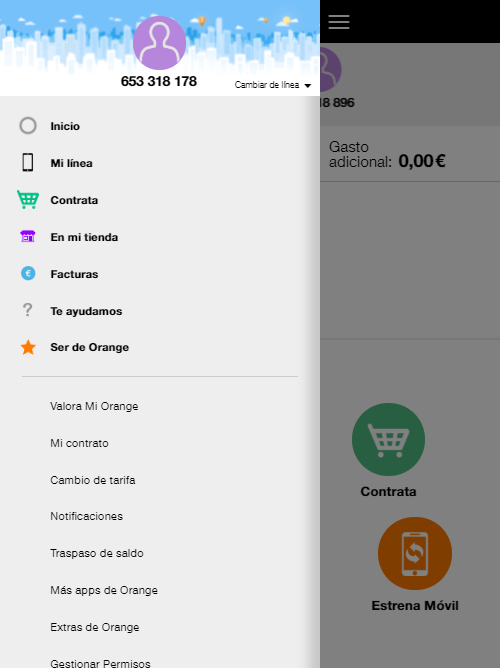 653 318 178
Cambiar de línea
Inicio
Mi línea
Contrata
En mi tienda
€
Facturas
?
Te ayudamos
Ser de Orange
Valora Mi Orange
Mi contrato
Cambio de tarifa
Notificaciones
Traspaso de saldo
Más apps de Orange
Extras de Orange
Gestionar Permisos
18 896
Gasto
adicional: 0,00€
Contrata
Estrena Móvil